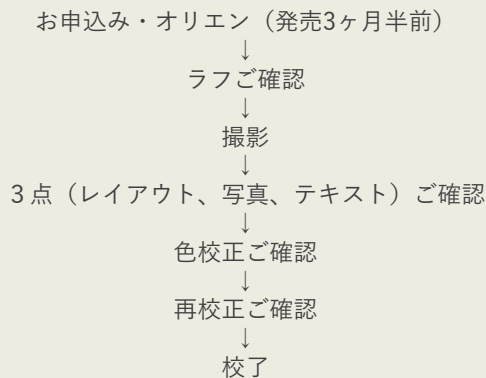 お申込み・オリエン（発売3ヶ月半前）
↓
ラフご確認
↓
撮影
↓
３点（レイアウト、写真、テキスト）ご確認
↓
色校正ご確認
↓
再校正ご確認
↓
校了